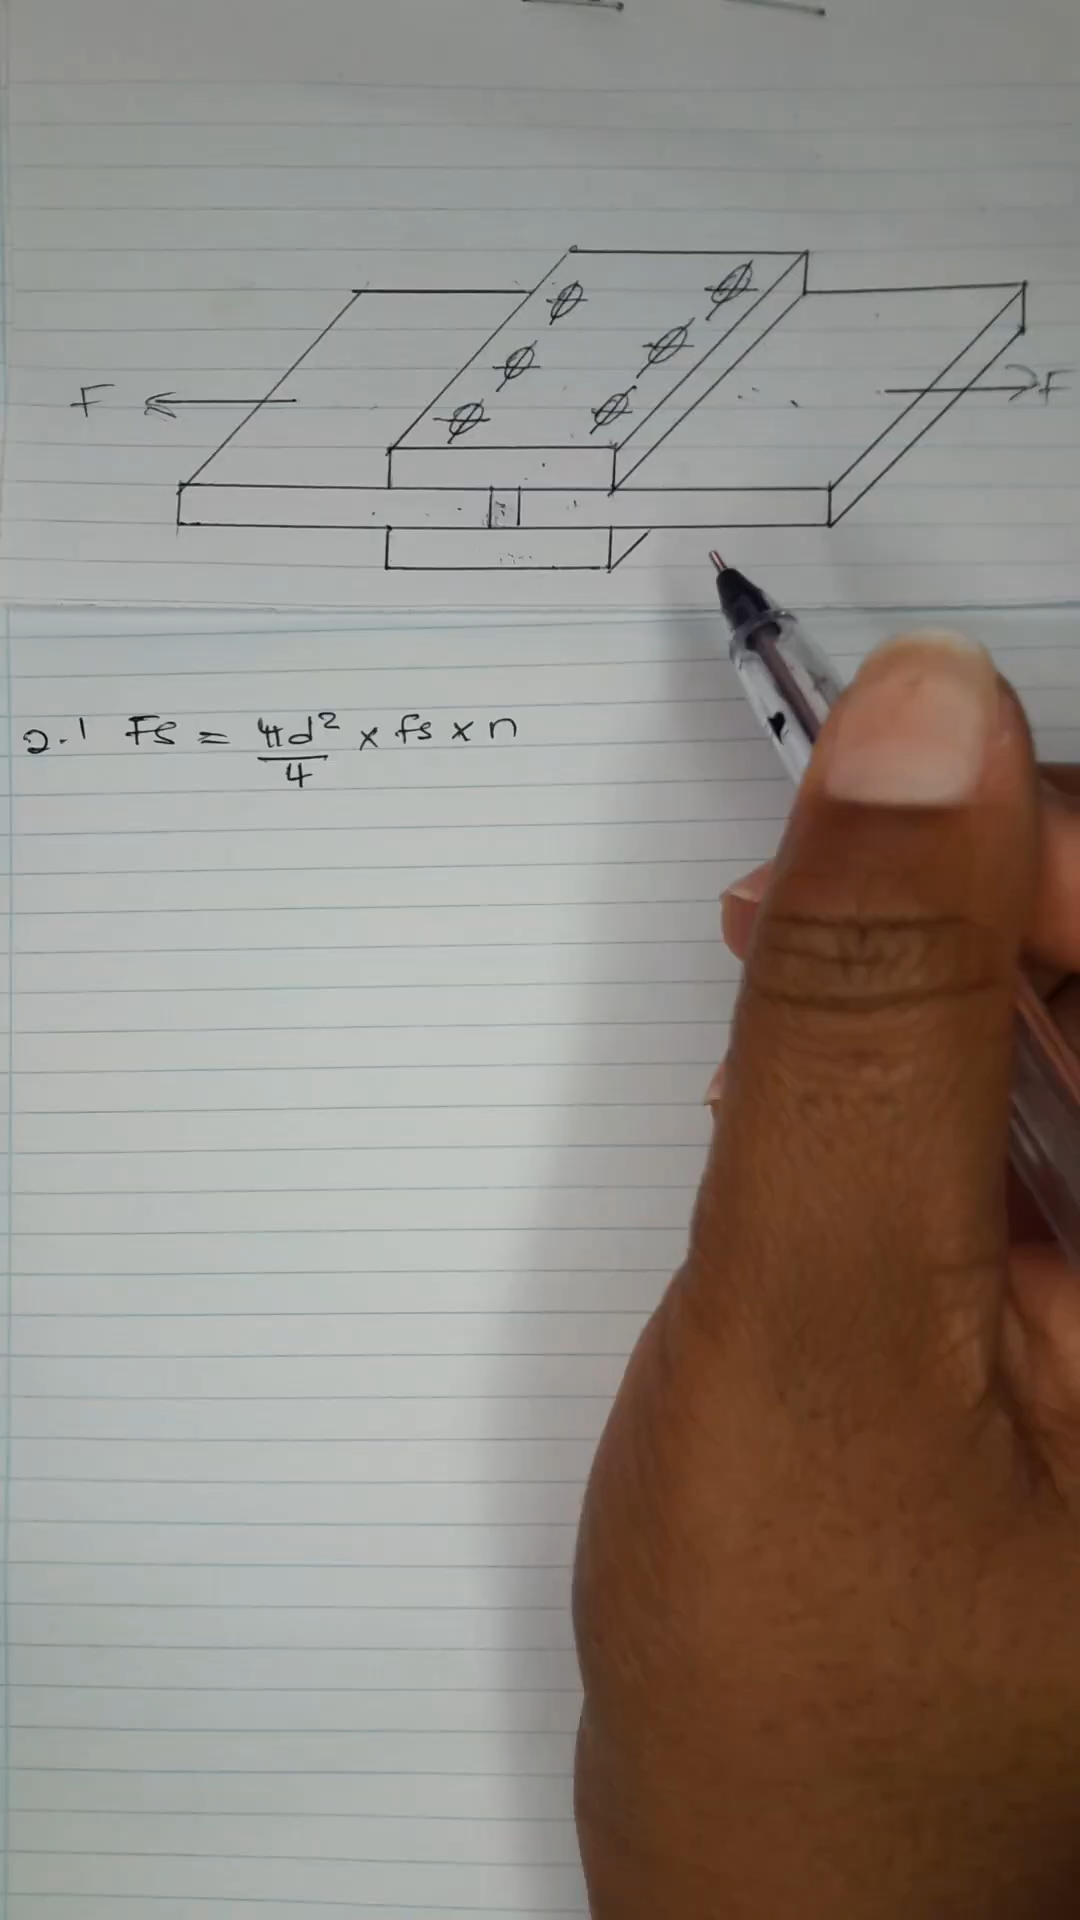 F
F
2.1 Fs = πd²/4 × fs × n